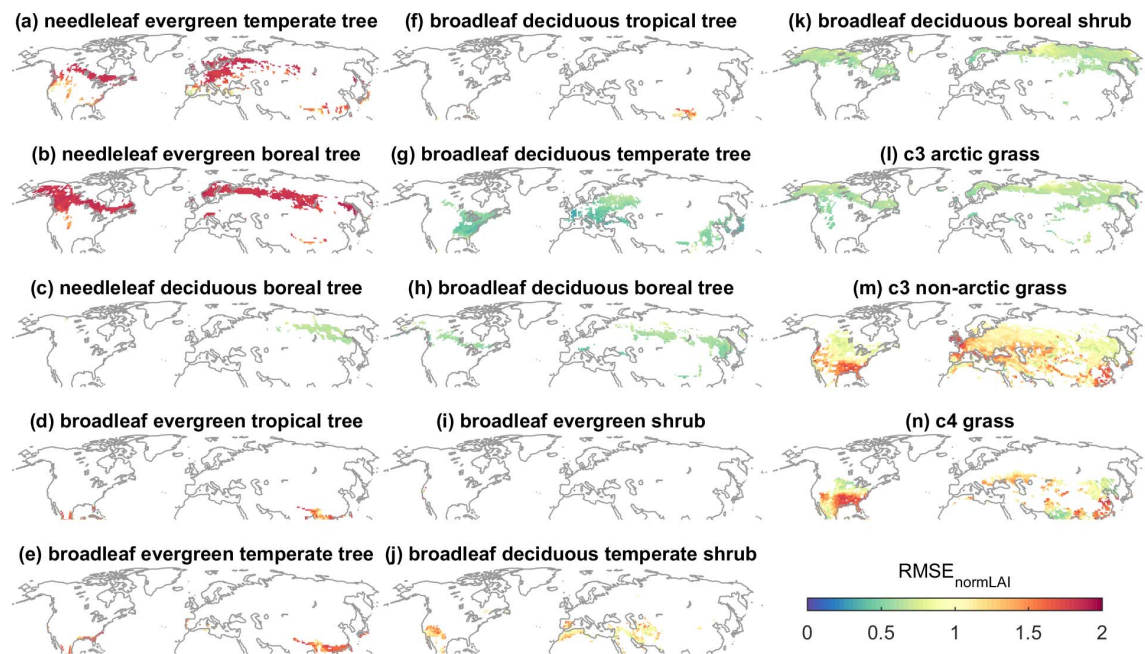 (a) needleleaf evergreen temperate tree
(f) broadleaf deciduous tropical tree
(k) broadleaf deciduous boreal shrub
(b) needleleaf evergreen boreal tree
(g) broadleaf deciduous temperate tree
(l) c3 arctic grass
(c) needleleaf deciduous boreal tree
(h) broadleaf deciduous boreal tree
(m) c3 non-arctic grass
(d) broadleaf evergreen tropical tree
(i) broadleaf evergreen shrub
(n) c4 grass
(e) broadleaf evergreen temperate tree
(j) broadleaf deciduous temperate shrub
RMSE normLAI
0 0.5 1 1.5 2